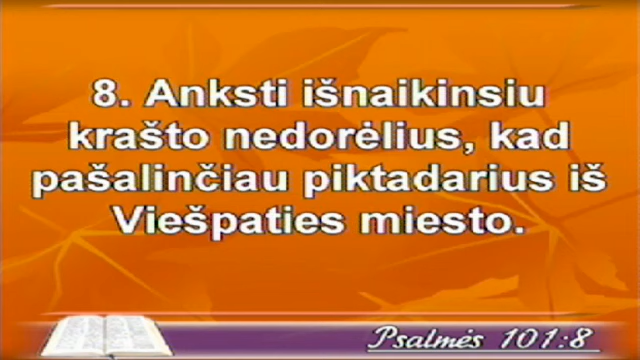 8. Anksti išnaikinsiu
krašto nedorėlius, kad
pašalinčiau piktadarius iš
Viešpaties miesto.
Psalmės 101:8